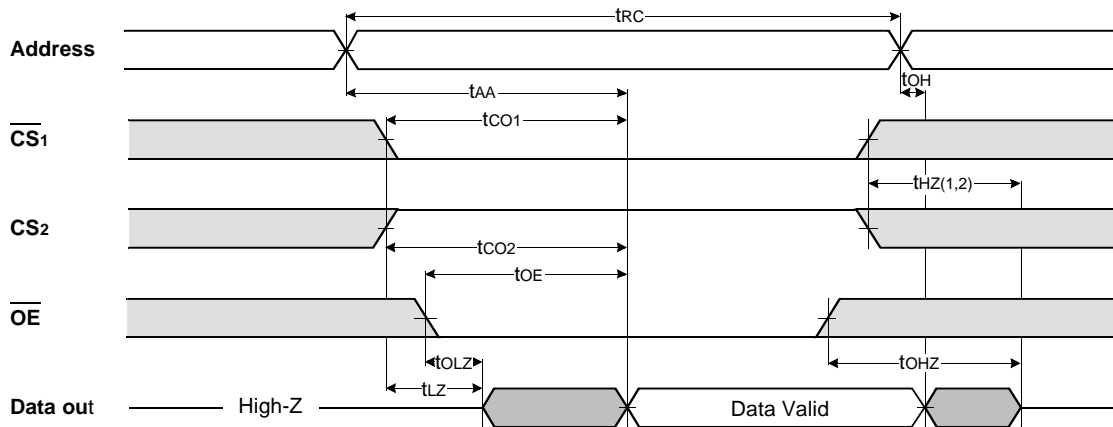 tRC
Address
tOH
tAA
tCO1
CS1
tHZ(1,2)
CS2
tCO2
tOE
OE
tOLZ
tOHZ
tLZ
Data out
High-Z
Data Valid